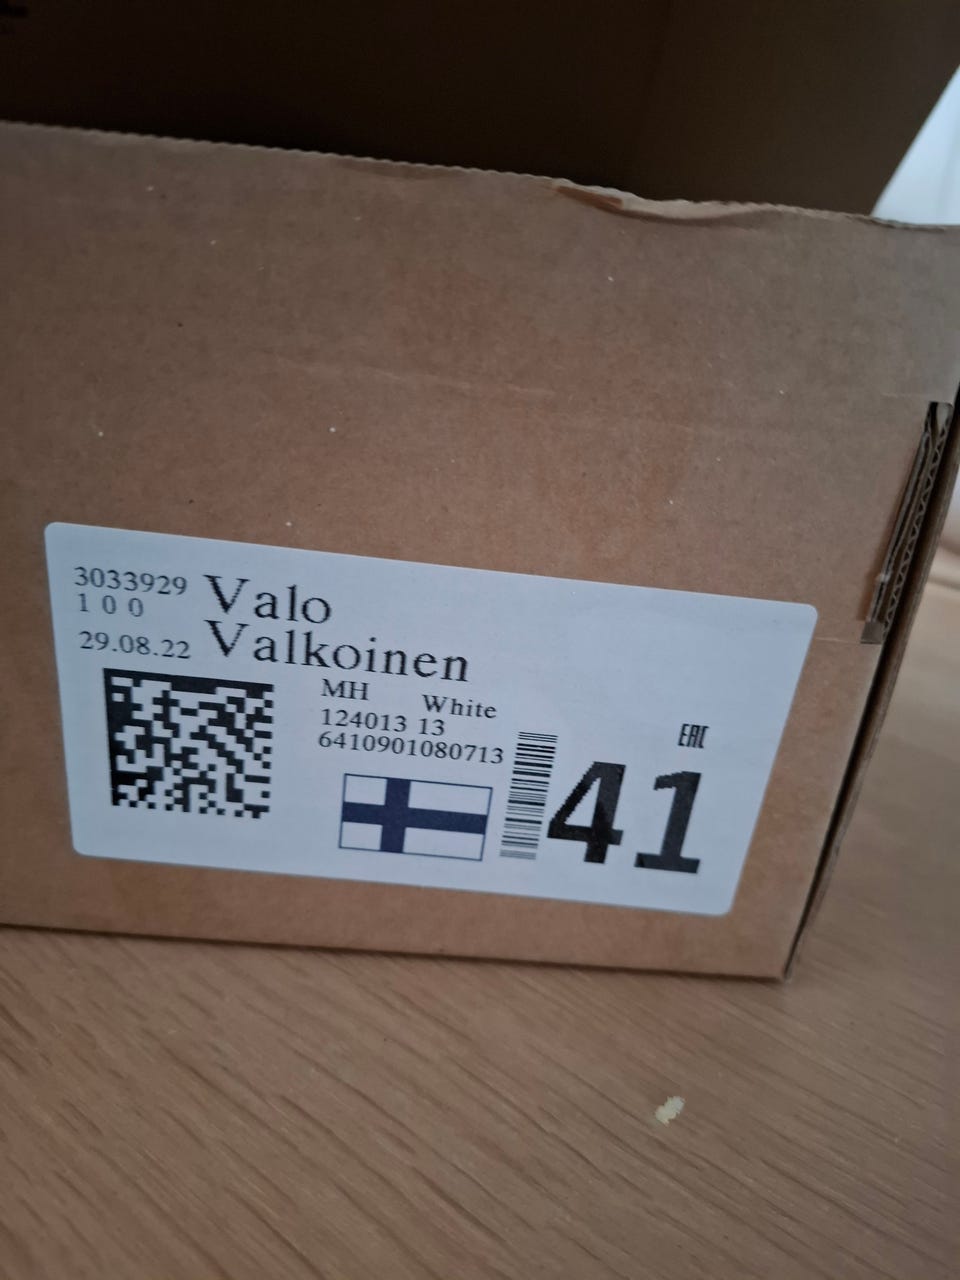 3033929
1 0 0
29.08.22
Valo
Valkoinen
MH White
124013 13
6410901080713
EAC
41